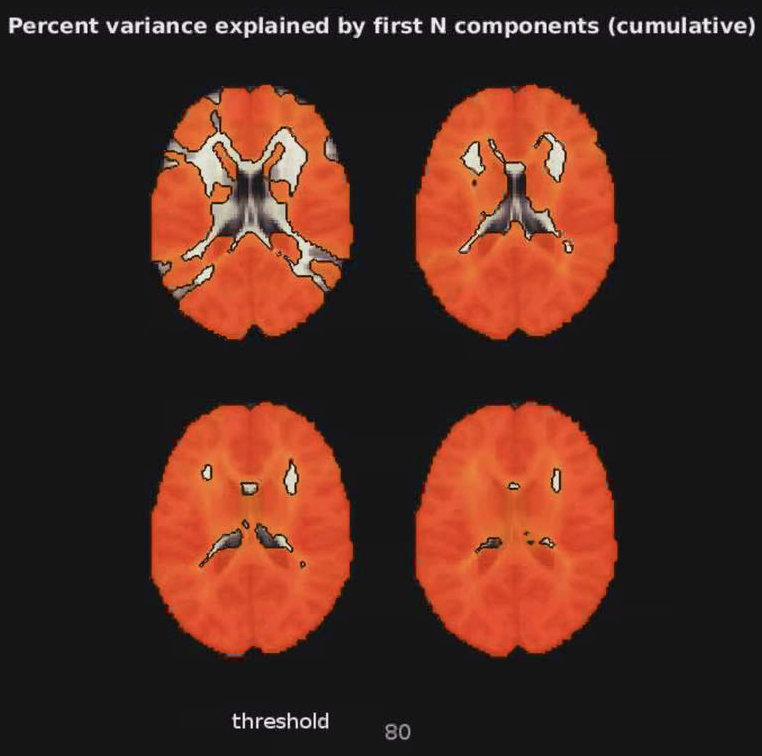 Percent variance explained by first N components (cumulative)
threshold
80